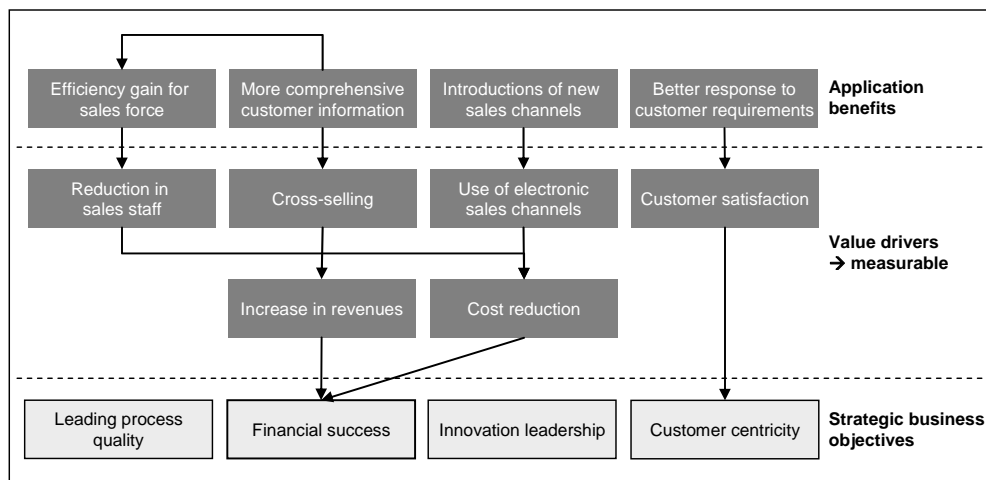 Efficiency gain for
sales force
More comprehensive
customer information
Introductions of new
sales channels
Better response to
customer requirements
Application
benefits
Reduction in
sales staff
Cross-selling
Use of electronic
sales channels
Customer satisfaction
Value drivers
→ measurable
Increase in revenues
Cost reduction
Leading process
quality
Financial success
Innovation leadership
Customer centricity
Strategic business
objectives